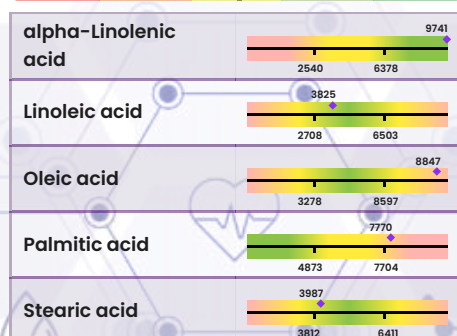 alpha-Linolenic
acid
9741
2540 6378
Linoleic acid
3825
2708 6503
Oleic acid
8847
3278 8597
Palmitic acid
7770
4873 7704
Stearic acid
3987
3812 6411